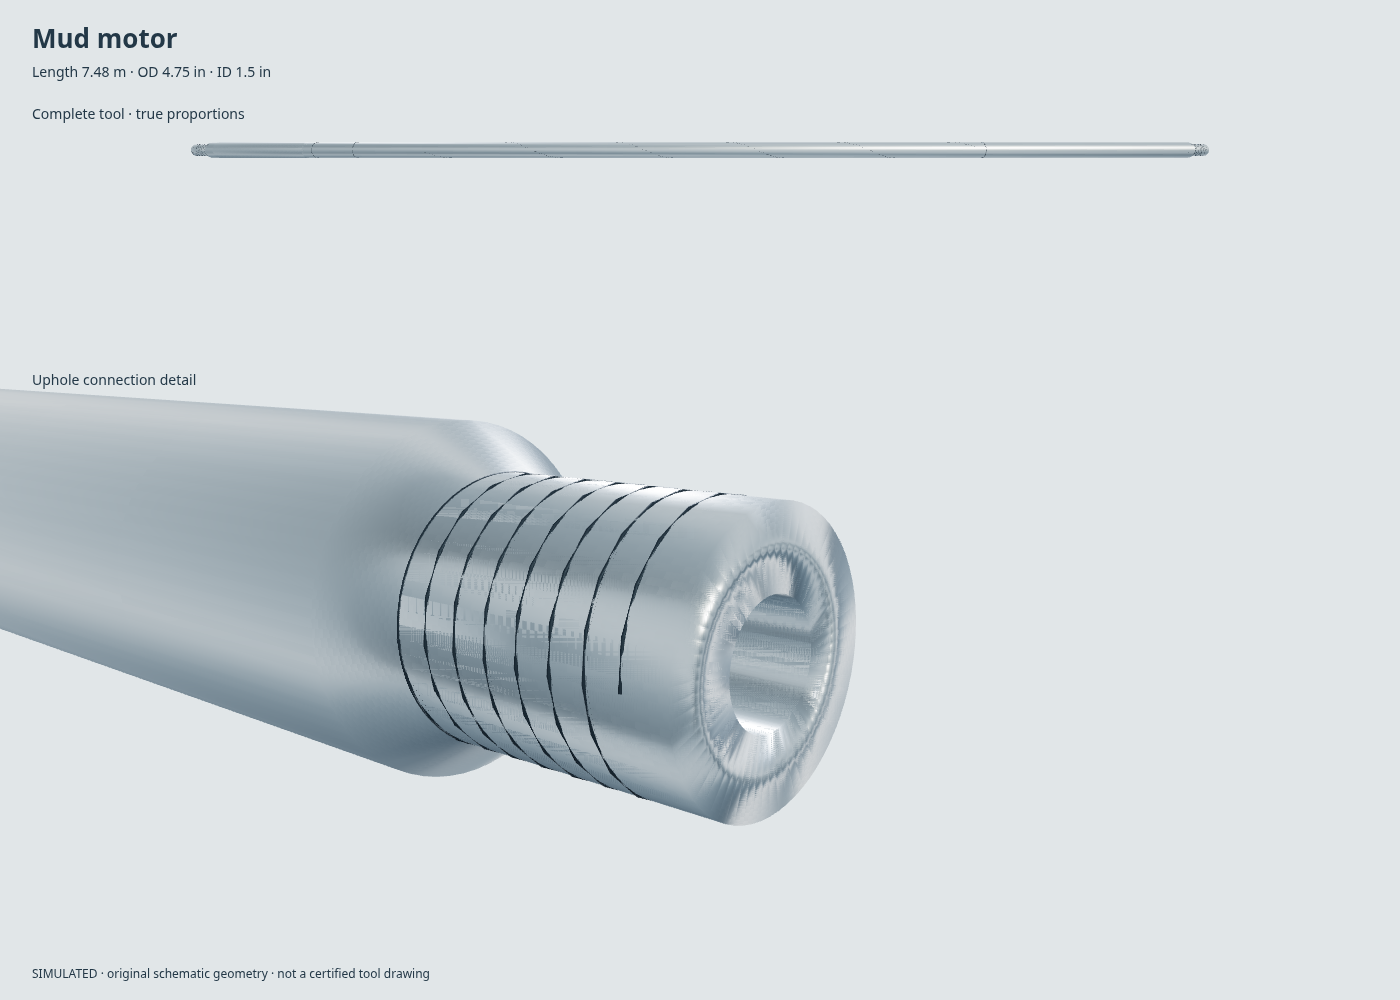 Mud motor
Length 7.48 m · OD 4.75 in · ID 1.5 in
Complete tool · true proportions
Uphole connection detail
SIMULATED · original schematic geometry · not a certified tool drawing